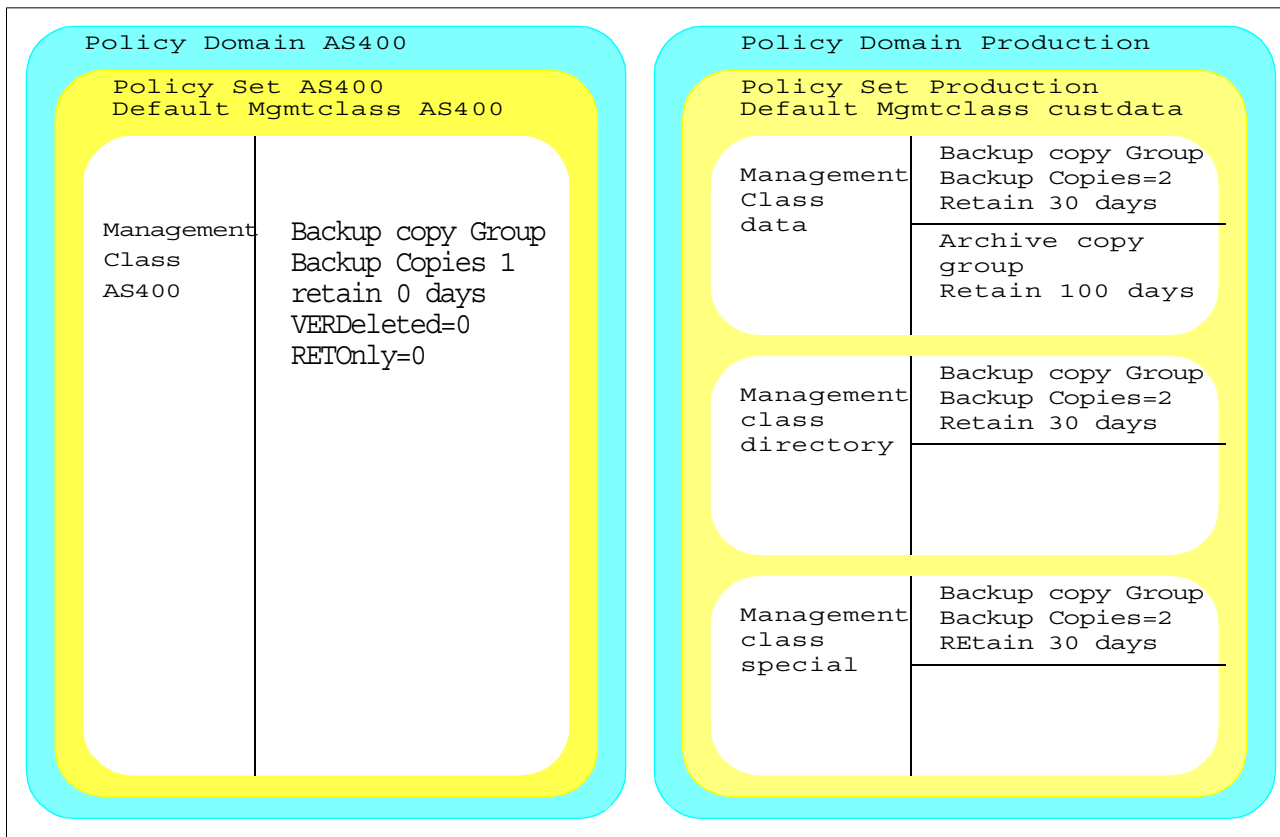 Policy Domain AS400
Policy Set AS400
Default Mgmtclass AS400
Management
Class
AS400
Backup copy Group
Backup Copies 1
retain 0 days
VERDeleted=0
RETOnly=0
Policy Domain Production
Policy Set Production
Default Mgmtclass custdata
Management
Class
data
Backup copy Group
Backup Copies=2
Retain 30 days
Archive copy
group
Retain 100 days
Management
class
directory
Backup copy Group
Backup Copies=2
Retain 30 days
Management
class
special
Backup copy Group
Backup Copies=2
REtain 30 days